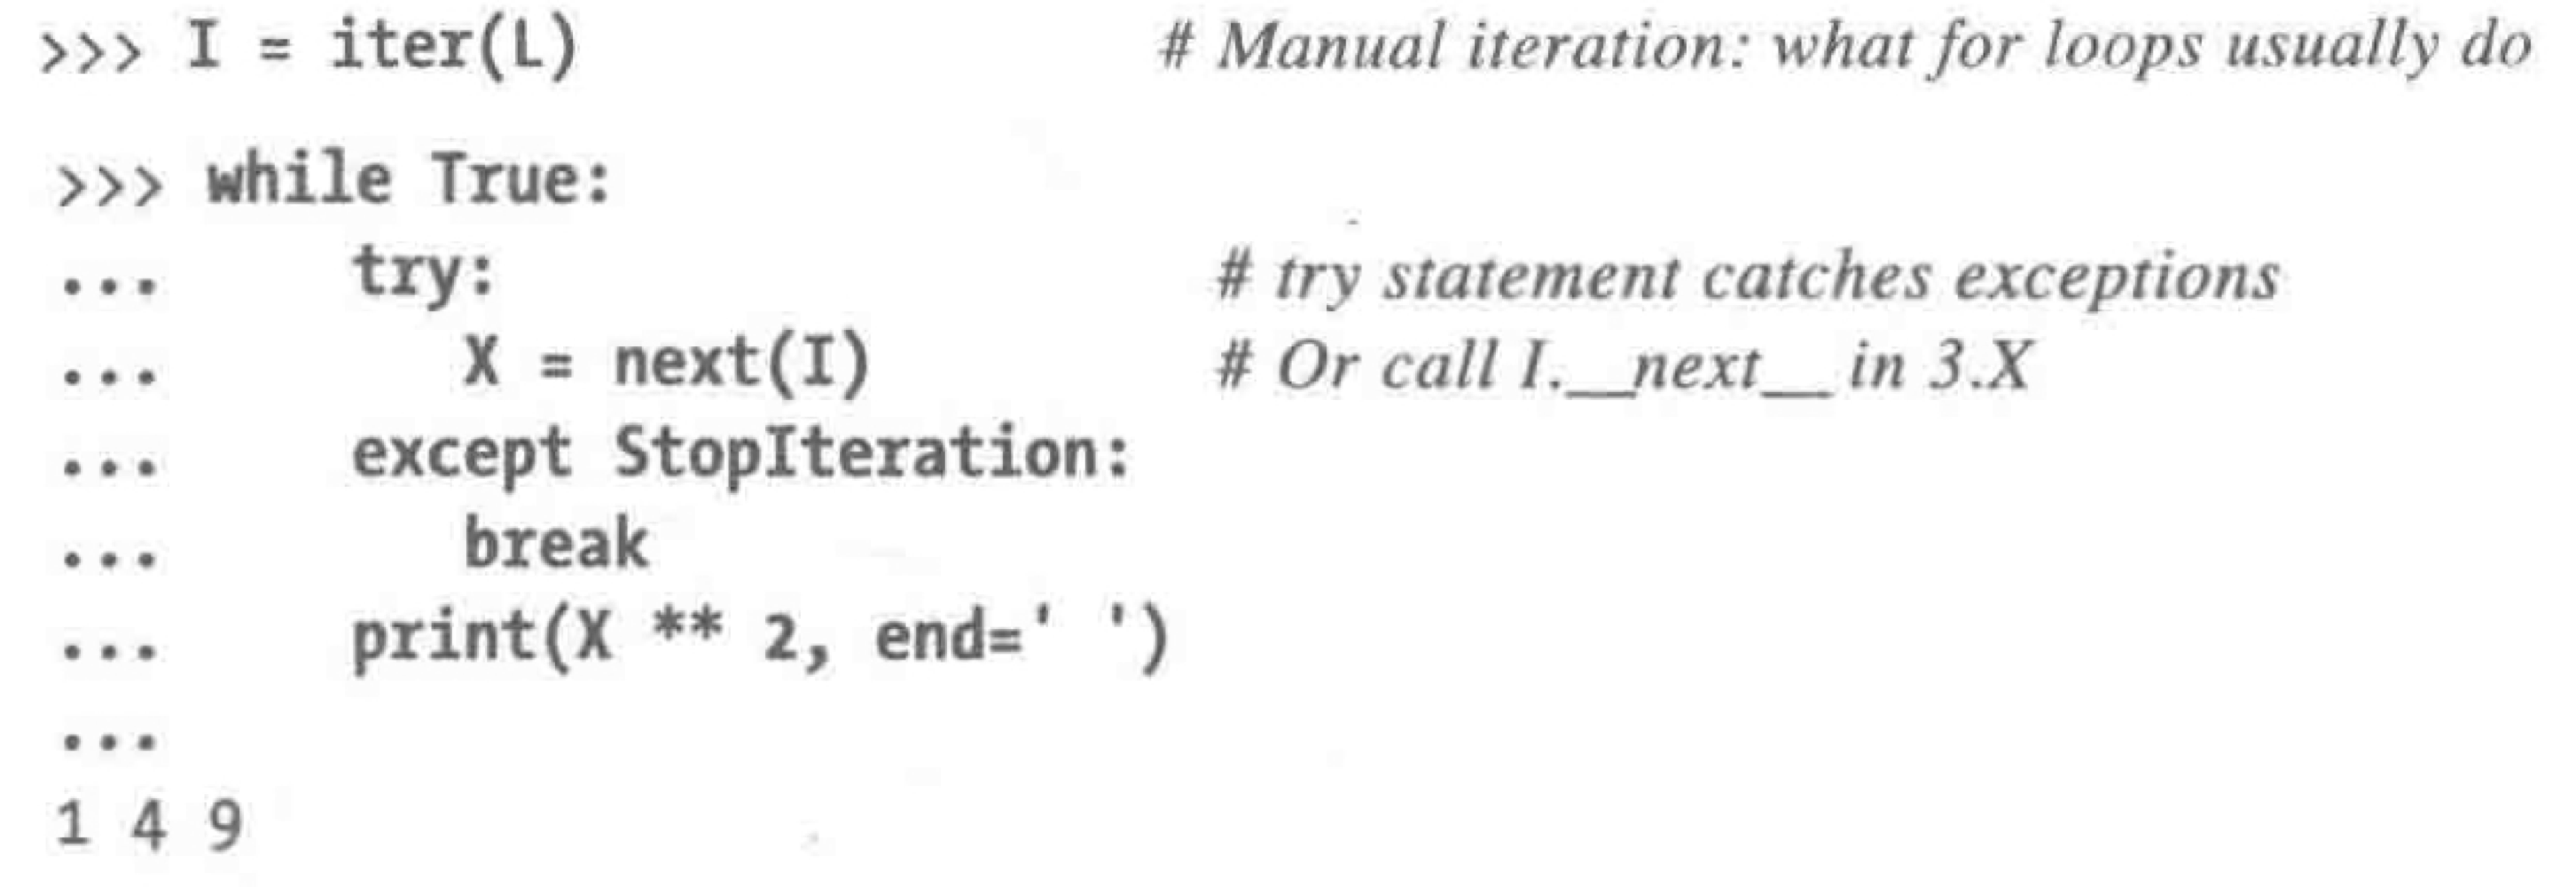 >>> I = iter(L) # Manual iteration: what for loops usually do
>>> while True:
... try: # try statement catches exceptions
... X = next(I) # Or call I.__next__ in 3.X
... except StopIteration:
... break
... print(X ** 2, end=' ')
...
1 4 9